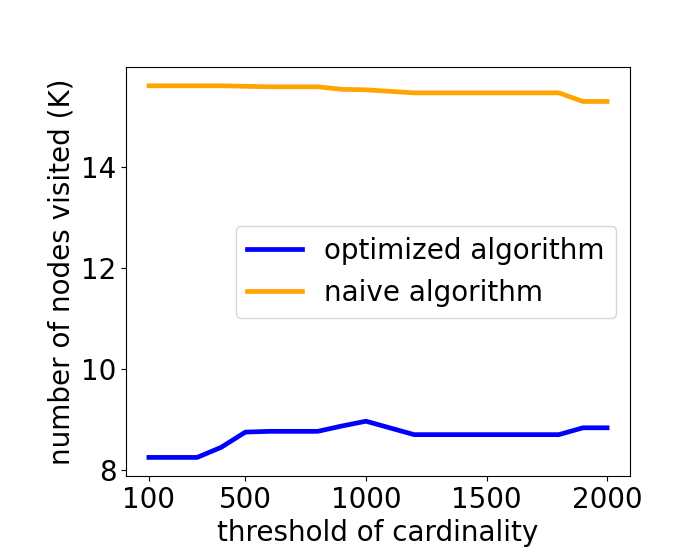 number of nodes visited (K)
14
12
10
8
optimized algorithm
naive algorithm
100 500 1000 1500 2000
threshold of cardinality